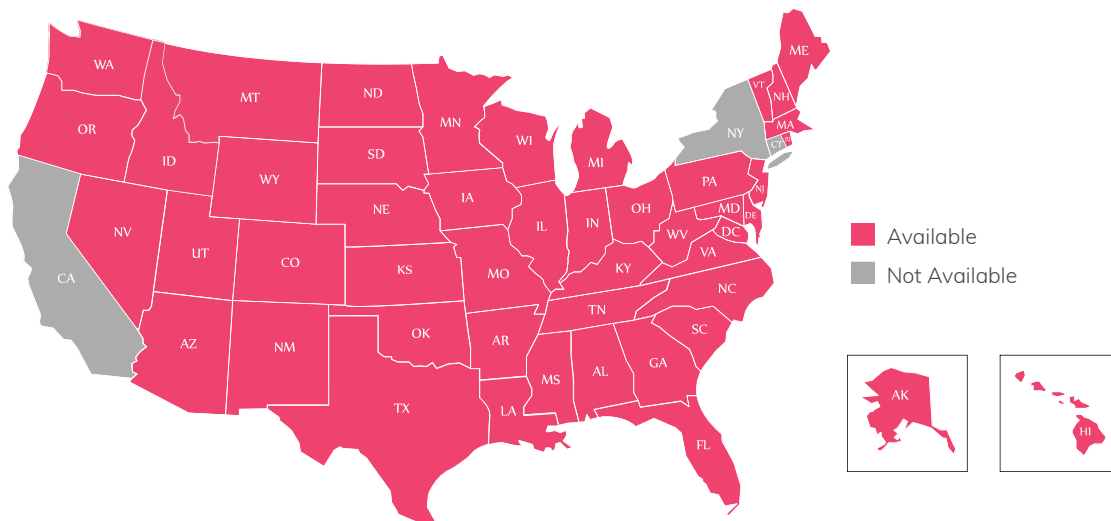 ME
WA
VT
MT
ND
NH
MN
OR
MA
NY
WI
CT
RI
SD
MI
ID
WY
PA
NJ
IA
NE
OH
MD
DE
IL
IN
NV
DC
WV
UT
VA
CO
KY
KS
MO
CA
NC
TN
SC
OK
AR
AZ
NM
GA
AL
MS
TX
LA
FL
Available
Not Available
AK
HI